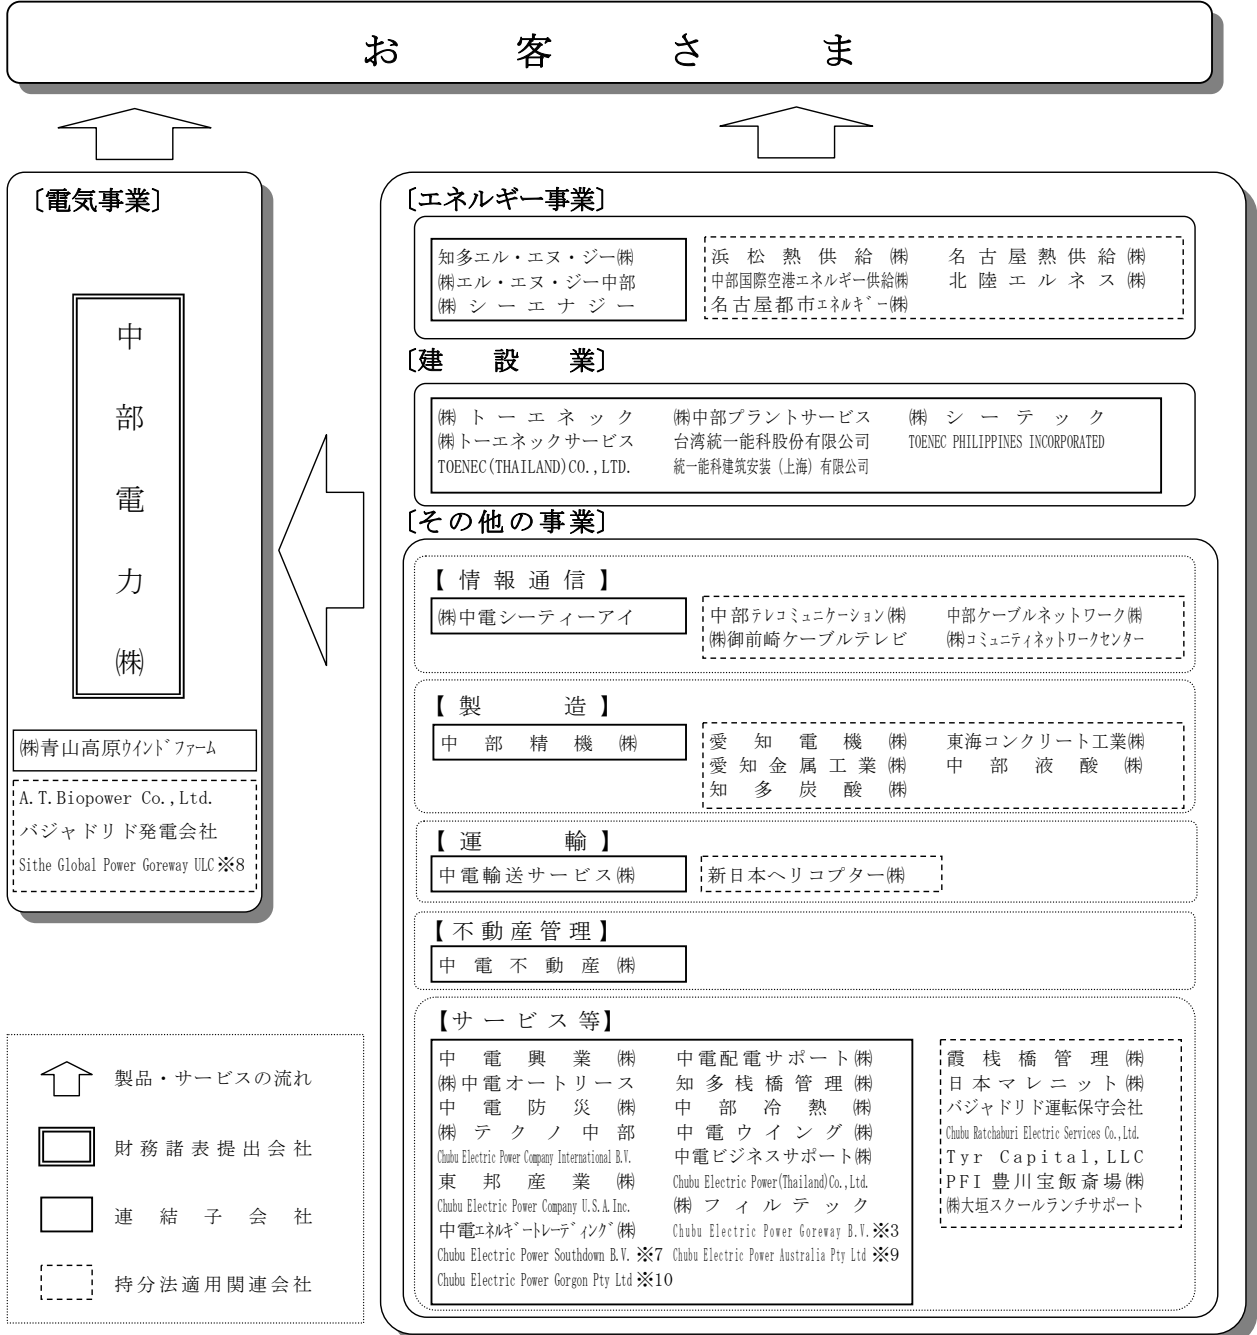 お客さま
〔電気事業〕
中部電力㈱
㈱青山高原ウインドファーム
A.T.Biopower Co.,Ltd.
バジャドリド発電会社
Sithe Global Power Goreway ULC※8
〔エネルギー事業〕
知多エル・エヌ・ジー㈱
㈱エル・エヌ・ジー中部
㈱シーエナジー
浜松熱供給㈱ 名古屋熱供給㈱
中部国際空港エネルギー供給㈱ 北陸エルネス㈱
名古屋都市エネルギー㈱
〔建設業〕
㈱トーエネック ㈱中部プラントサービス ㈱シーテック
㈱トーエネックサービス 台湾統一能科股份有限公司 TOENEC PHILIPPINES INCORPORATED
TOENEC(THAILAND)CO.,LTD. 統一能科建筑安装（上海）有限公司
〔その他の事業〕
【情報通信】
㈱中電シーティーアイ
中部テレコミュニケーション㈱ 中部ケーブルネットワーク㈱
㈱御前崎ケーブルテレビ ㈱コミュニティネットワークセンター
【製造】
中部精機㈱
愛知電機㈱ 東海コンクリート工業㈱
愛知金属工業㈱ 中部液酸㈱
知多炭酸㈱
【運輸】
中電輸送サービス㈱
新日本ヘリコプター㈱
【不動産管理】
中電不動産㈱
【サービス等】
中電興業㈱ 中電配電サポート㈱
㈱中電オートリース 知多桟橋管理㈱
中電防災㈱ 中部冷熱㈱
㈱テクノ中部 中電ウイング㈱
Chubu Electric Power Company International B.V. 中電ビジネスサポート㈱
東邦産業㈱ Chubu Electric Power(Thailand)Co.,Ltd.
Chubu Electric Power Company U.S.A.Inc. ㈱フィルテック
中電エネルギートレーディング㈱ Chubu Electric Power Goreway B.V.※3
Chubu Electric Power Southdown B.V.※7 Chubu Electric Power Australia Pty Ltd※9
Chubu Electric Power Gorgon Pty Ltd※10
霞桟橋管理㈱
日本マレニット㈱
バジャドリド運転保守会社
Chubu Ratchaburi Electric Services Co.,Ltd.
Tyr Capital,LLC
PFI豊川宝飯斎場㈱
㈱大垣スクールランチサポート
製品・サービスの流れ
財務諸表提出会社
連結子会社
持分法適用関連会社